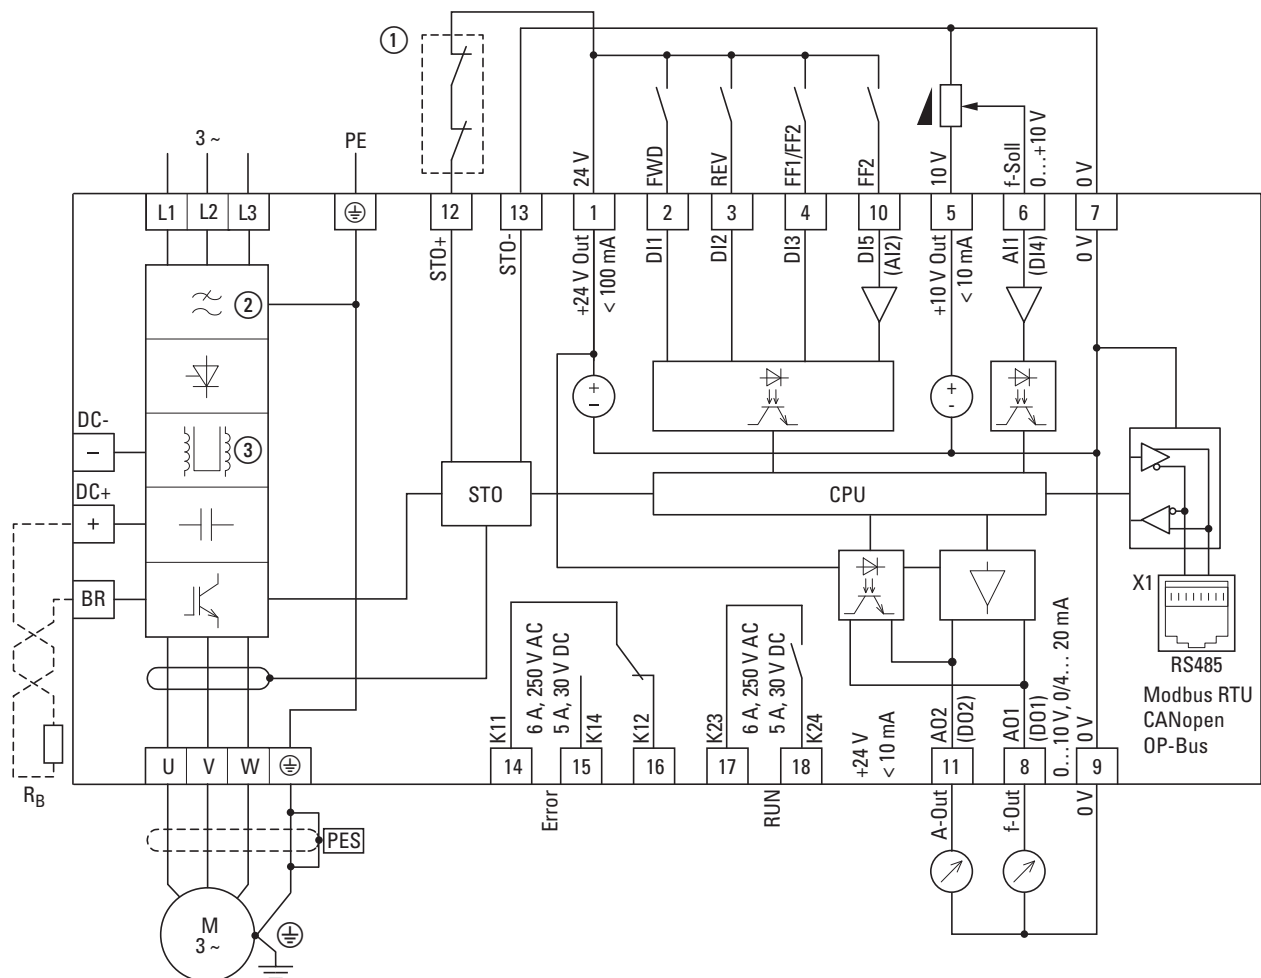 ①
3 ~
PE
24 V
FWD
REV
FF1/FF2
FF2
10 V
f-Soll
0…+10 V
0 V
L1
L2
L3
12
13
1
2
3
4
10
5
6
7
STO+
STO-
+24 V Out
< 100 mA
DI1
DI2
DI3
DI5
(AI2)
+10 V Out
< 10 mA
AI1
(DI4)
0 V
②
+
–
+
-
DC-
–
③
DC+
+
STO
CPU
BR
X1
RS485
Modbus RTU
CANopen
OP-Bus
K11
6 A, 250 V AC
5 A, 30 V DC
K14
K12
K23
6 A, 250 V AC
5 A, 30 V DC
K24
+24 V
< 10 mA
AO2
(DO2)
AO1
(DO1)
0…10 V, 0/4… 20 mA
0 V
U
V
W
14
15
16
17
18
11
8
9
RB
Error
RUN
A-Out
f-Out
0 V
PES
M
3 ~